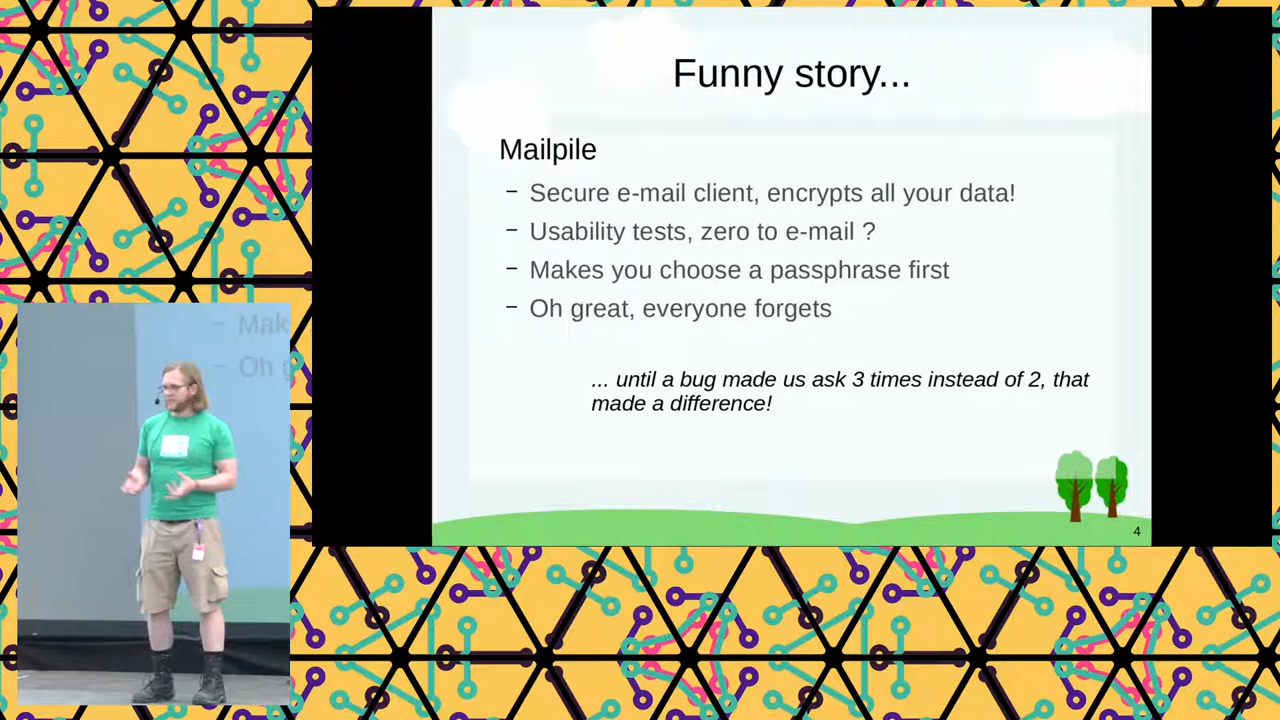 Funny story...
Mailpile
– Secure e-mail client, encrypts all your data!
– Usability tests, zero to e-mail ?
– Makes you choose a passphrase first
– Oh great, everyone forgets
... until a bug made us ask 3 times instead of 2, that
made a difference!
4
– Mak
– Oh g